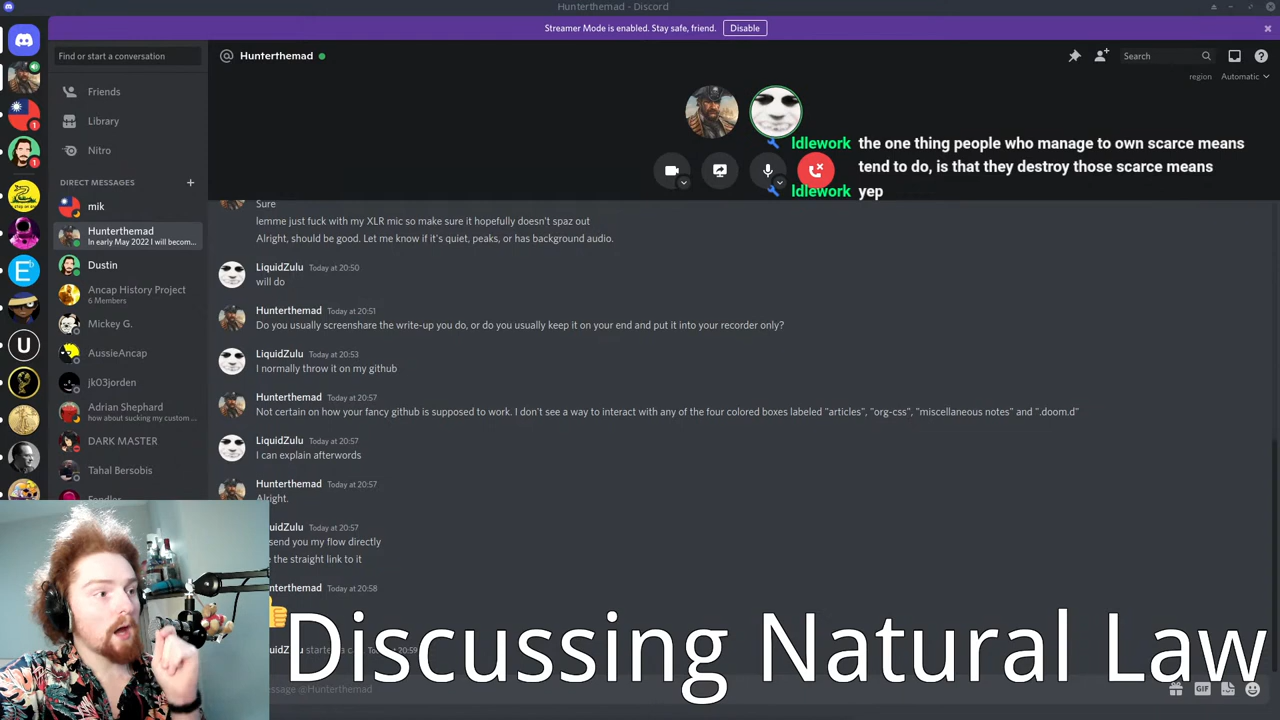 Hunterthemad - Discord
Streamer Mode is enabled. Stay safe, friend.
Disable
Find or start a conversation
Hunterthemad
Search
region
Automatic
Friends
Library
Nitro
DIRECT MESSAGES
mik
Hunterthemad
In early May 2022 I will becom...
Dustin
Ancap History Project
6 Members
Mickey G.
AussieAncap
jk03jorden
Adrian Shephard
how about sucking my custom ...
DARK MASTER
Tahal Bersobis
1
1
U
Idlework the one thing people who manage to own scarce means
tend to do, is that they destroy those scarce means
Idlework yep
Sure
lemme just fuck with my XLR mic so make sure it hopefully doesn't spaz out
Alright, should be good. Let me know if it's quiet, peaks, or has background audio.
LiquidZulu Today at 20:50
will do
Hunterthemad Today at 20:51
Do you usually screenshare the write-up you do, or do you usually keep it on your end and put it into your recorder only?
LiquidZulu Today at 20:53
I normally throw it on my github
Hunterthemad Today at 20:57
Not certain on how your fancy github is supposed to work. I don't see a way to interact with any of the four colored boxes labeled "articles", "org-css", "miscellaneous notes" and ".doom.d"
LiquidZulu Today at 20:57
I can explain afterwords
Hunterthemad Today at 20:57
Alright.
Today at 20:57
send you my flow directly
the straight link to it
Today at 20:58
Discussing Natural Law
Message @Hunterthemad
GIF